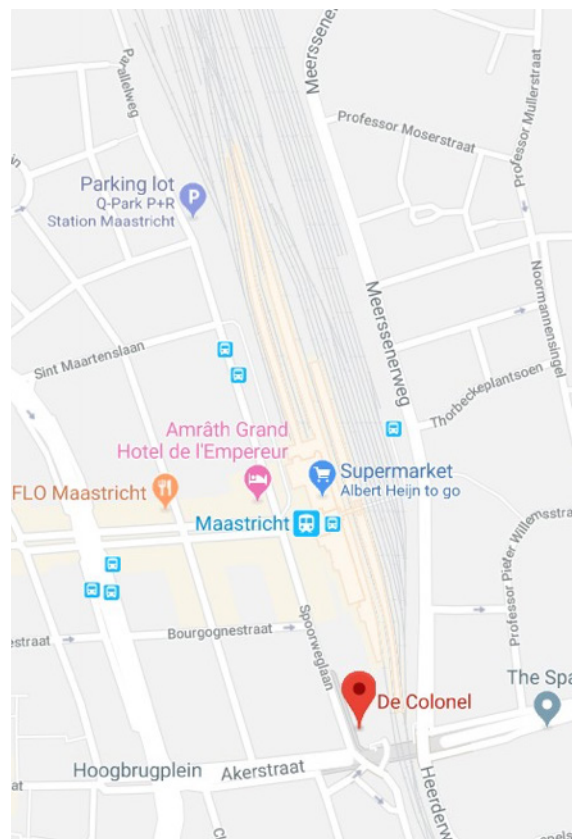 Parallelweg
Meerssenerweg
Professor Mullerstraat
Professor Moserstraat
Parking lot
Q-Park P+R
Station Maastricht
P
Noormannensingel
Meerssenerweg
Sint Maartenslaan
Thorbeckeplantsoen
Amrâth Grand
Hotel de l'Empereur
FLO Maastricht
Supermarket
Albert Heijn to go
Maastricht
Professor Pieter Willemsstra
estraat
Bourgognestraat
Spoorweglaan
The Spa
De Colonel
Hoogbrugplein
Akerstraat
Heerderw